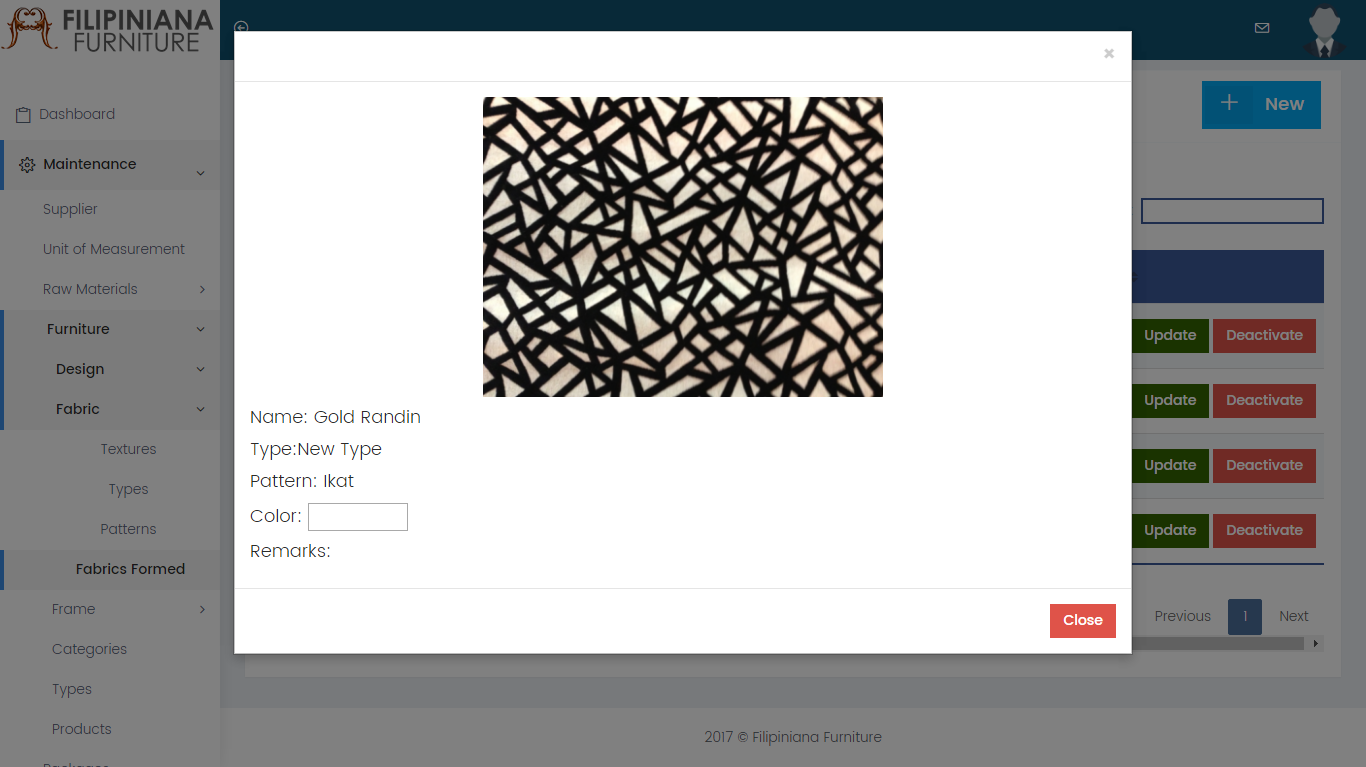 FILIPINIANA
FURNITURE
Dashboard
Maintenance
Supplier
Unit of Measurement
Raw Materials
Furniture
Design
Fabric
Textures
Types
Patterns
Fabrics Formed
Frame
Categories
Types
Products
×
Name: Gold Randin
Type:New Type
Pattern: Ikat
Color:
Remarks:
Close
New
Update Deactivate
Update Deactivate
Update Deactivate
Update Deactivate
Previous 1 Next
2017 © Filipiniana Furniture